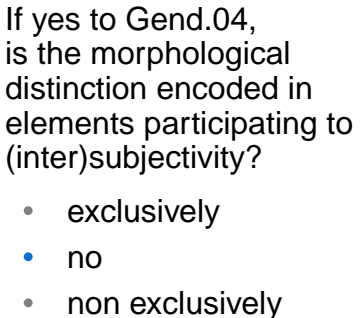 If yes to Gend.04,
is the morphological
distinction encoded in
elements participating to
(inter)subjectivity?
• exclusively
• no
• non exclusively